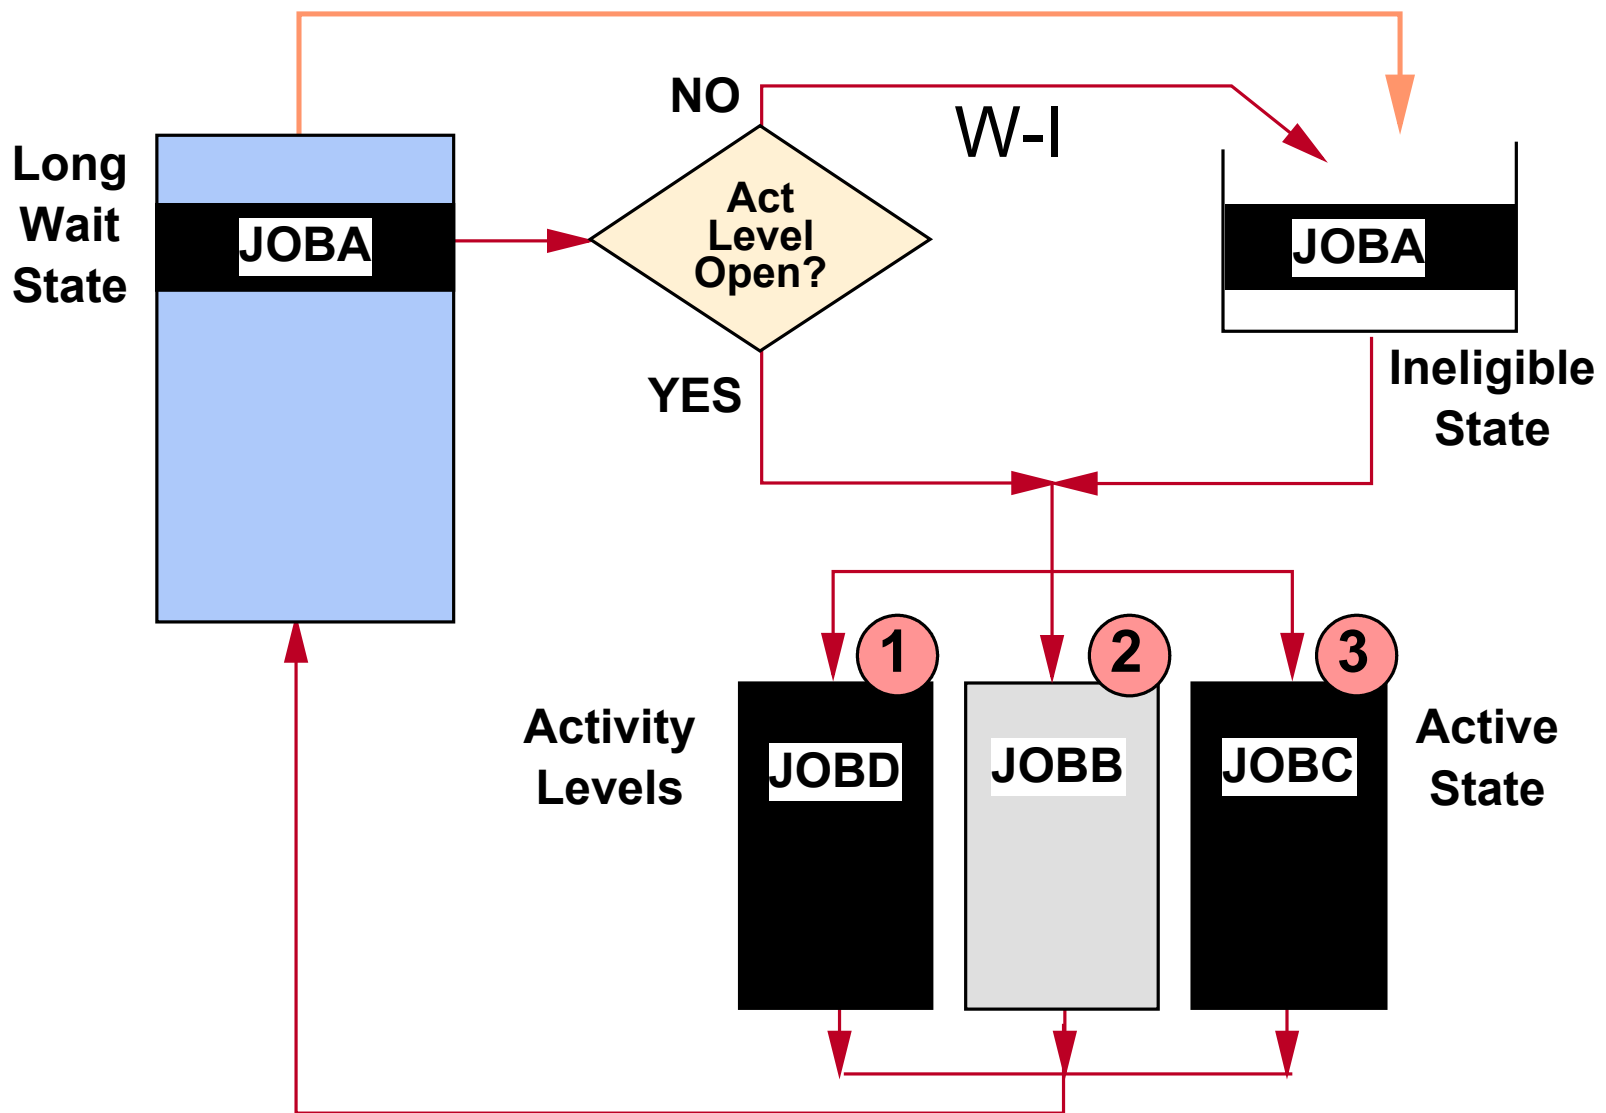 NO
W-I
Long
Wait
State
JOBA
Act
Level
Open?
JOBA
YES
Ineligible
State
1
2
3
Activity
Levels
JOBD
JOBB
JOBC
Active
State